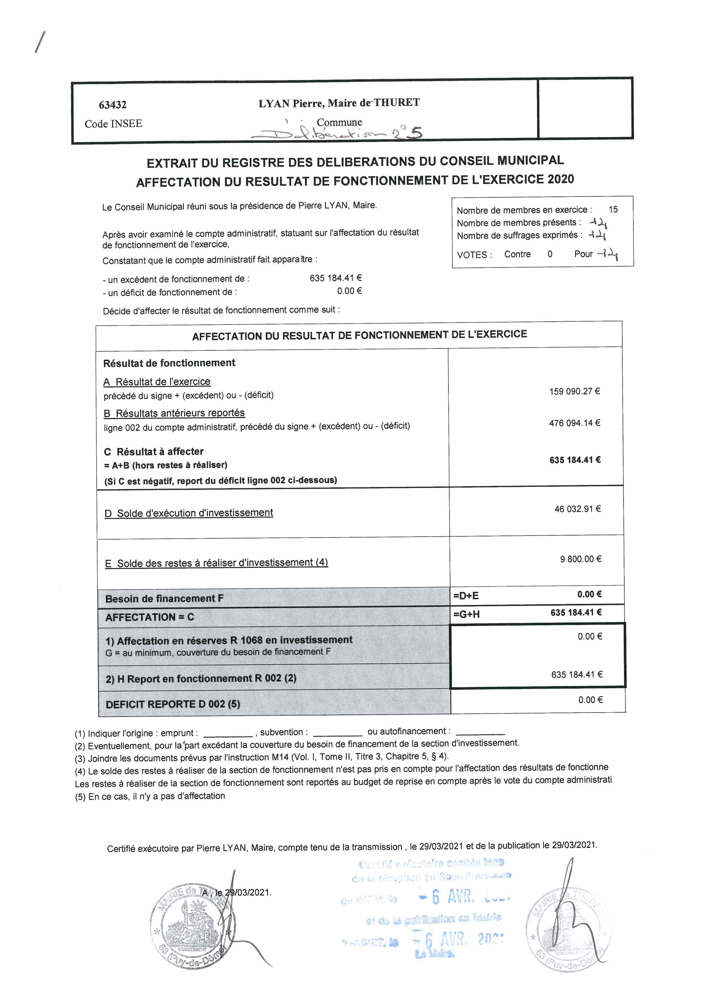 63432
LYAN Pierre, Maire de THURET
Code INSEE
Commune
Délibération 2° 5
EXTRAIT DU REGISTRE DES DELIBERATIONS DU CONSEIL MUNICIPAL
AFFECTATION DU RESULTAT DE FONCTIONNEMENT DE L'EXERCICE 2020
Le Conseil Municipal réuni sous la présidence de Pierre LYAN, Maire.
Nombre de membres en exercice : 15
Nombre de membres présents : 14
Nombre de suffrages exprimés : 14
VOTES : Contre 0 Pour 14
Après avoir examiné le compte administratif, statuant sur l'affectation du résultat
de fonctionnement de l'exercice,
Constatant que le compte administratif fait apparaître :
- un excédent de fonctionnement de : 635 184.41 €
- un déficit de fonctionnement de : 0.00 €
Décide d'affecter le résultat de fonctionnement comme suit :
AFFECTATION DU RESULTAT DE FONCTIONNEMENT DE L'EXERCICE
Résultat de fonctionnement
A Résultat de l'exercice
précédé du signe + (excédent) ou - (déficit) 159 090.27 €
B Résultats antérieurs reportés
ligne 002 du compte administratif, précédé du signe + (excédent) ou - (déficit) 476 094.14 €
C Résultat à affecter
= A+B (hors restes à réaliser) 635 184.41 €
(Si C est négatif, report du déficit ligne 002 ci-dessous)
D Solde d'exécution d'investissement 46 032.91 €
E Solde des restes à réaliser d'investissement (4) 9 800.00 €
Besoin de financement F =D+E 0.00 €
AFFECTATION = C =G+H 635 184.41 €
1) Affectation en réserves R 1068 en investissement 0.00 €
G = au minimum, couverture du besoin de financement F
2) H Report en fonctionnement R 002 (2) 635 184.41 €
DEFICIT REPORTE D 002 (5) 0.00 €
(1) Indiquer l'origine : emprunt : __________ , subvention : __________ ou autofinancement : __________
(2) Eventuellement, pour la part excédant la couverture du besoin de financement de la section d'investissement.
(3) Joindre les documents prévus par l'instruction M14 (Vol. I, Tome II, Titre 3, Chapitre 5, § 4).
(4) Le solde des restes à réaliser de la section de fonctionnement n'est pas pris en compte pour l'affectation des résultats de fonctionne
Les restes à réaliser de la section de fonctionnement sont reportés au budget de reprise en compte après le vote du compte administrati
(5) En ce cas, il n'y a pas d'affectation
Certifié exécutoire par Pierre LYAN, Maire, compte tenu de la transmission , le 29/03/2021 et de la publication le 29/03/2021.
Certifié exécutoire compte tenu
de la réception en Sous-Préfecture
- 6 AVR.
et de la publication en Mairie
- 6 AVR. 2021
Le Maire
A , le 29/03/2021.
MAIRIE de THURET
63 (Puy-de-Dôme)
MAIRIE de THURET
63 (Puy-de-Dôme)